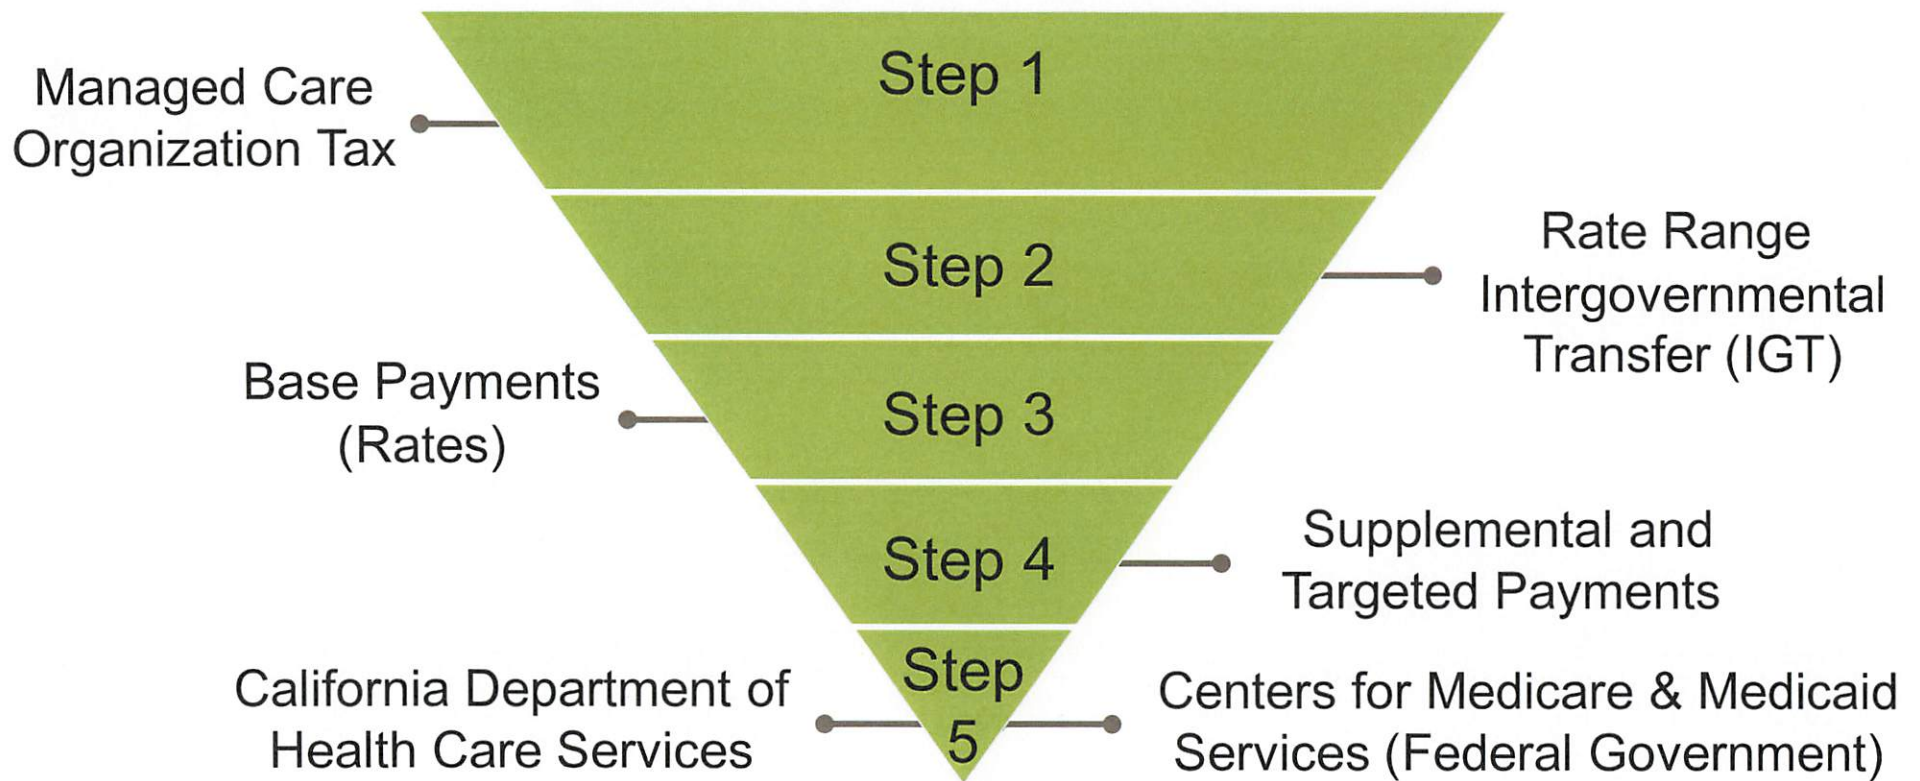 Step 1
Managed Care
Organization Tax
Step 2
Rate Range
Intergovernmental
Transfer (IGT)
Step 3
Base Payments
(Rates)
Step 4
Supplemental and
Targeted Payments
Step
5
California Department of
Health Care Services
Centers for Medicare & Medicaid
Services (Federal Government)